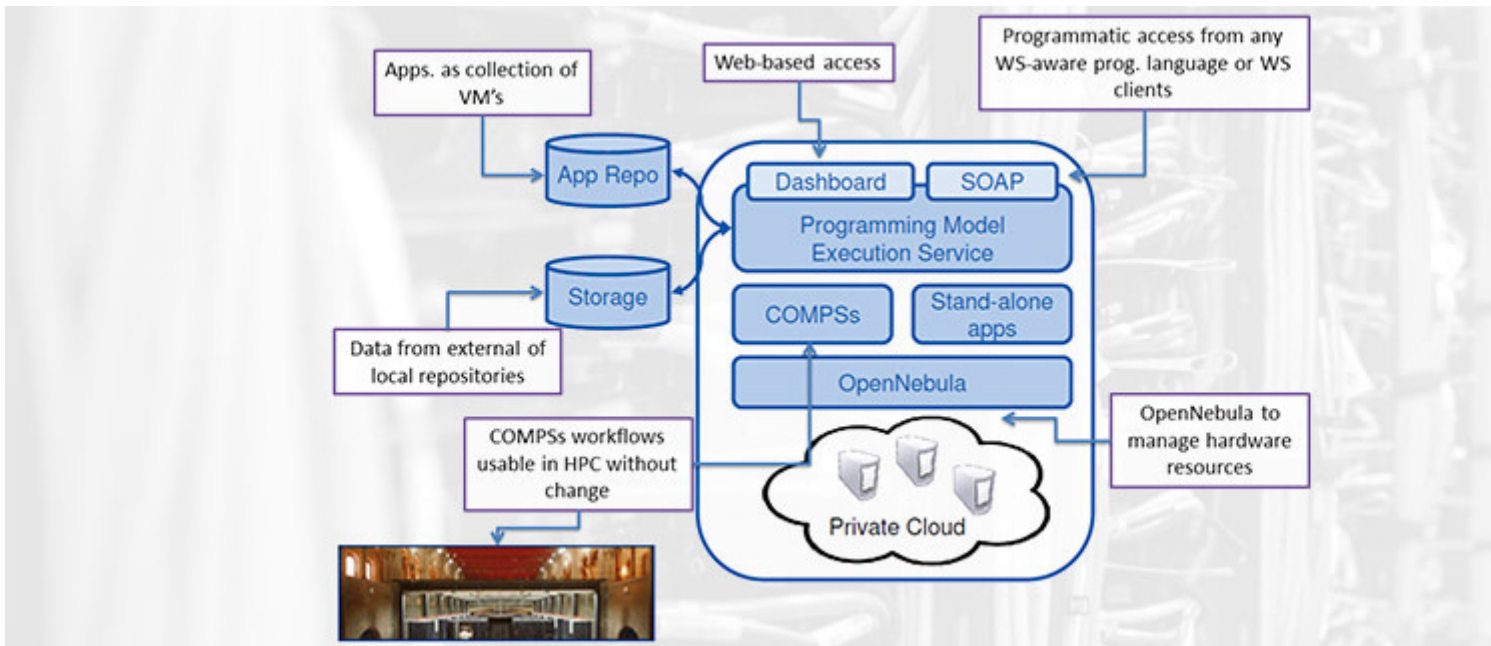 Apps. as collection of
VM's
Web-based access
Programmatic access from any
WS-aware prog. language or WS
clients
App Repo
Dashboard
SOAP
Programming Model
Execution Service
Storage
COMPSs
Stand-alone
apps
Data from external of
local repositories
OpenNebula
COMPSs workflows
usable in HPC without
change
OpenNebula to
manage hardware
resources
Private Cloud